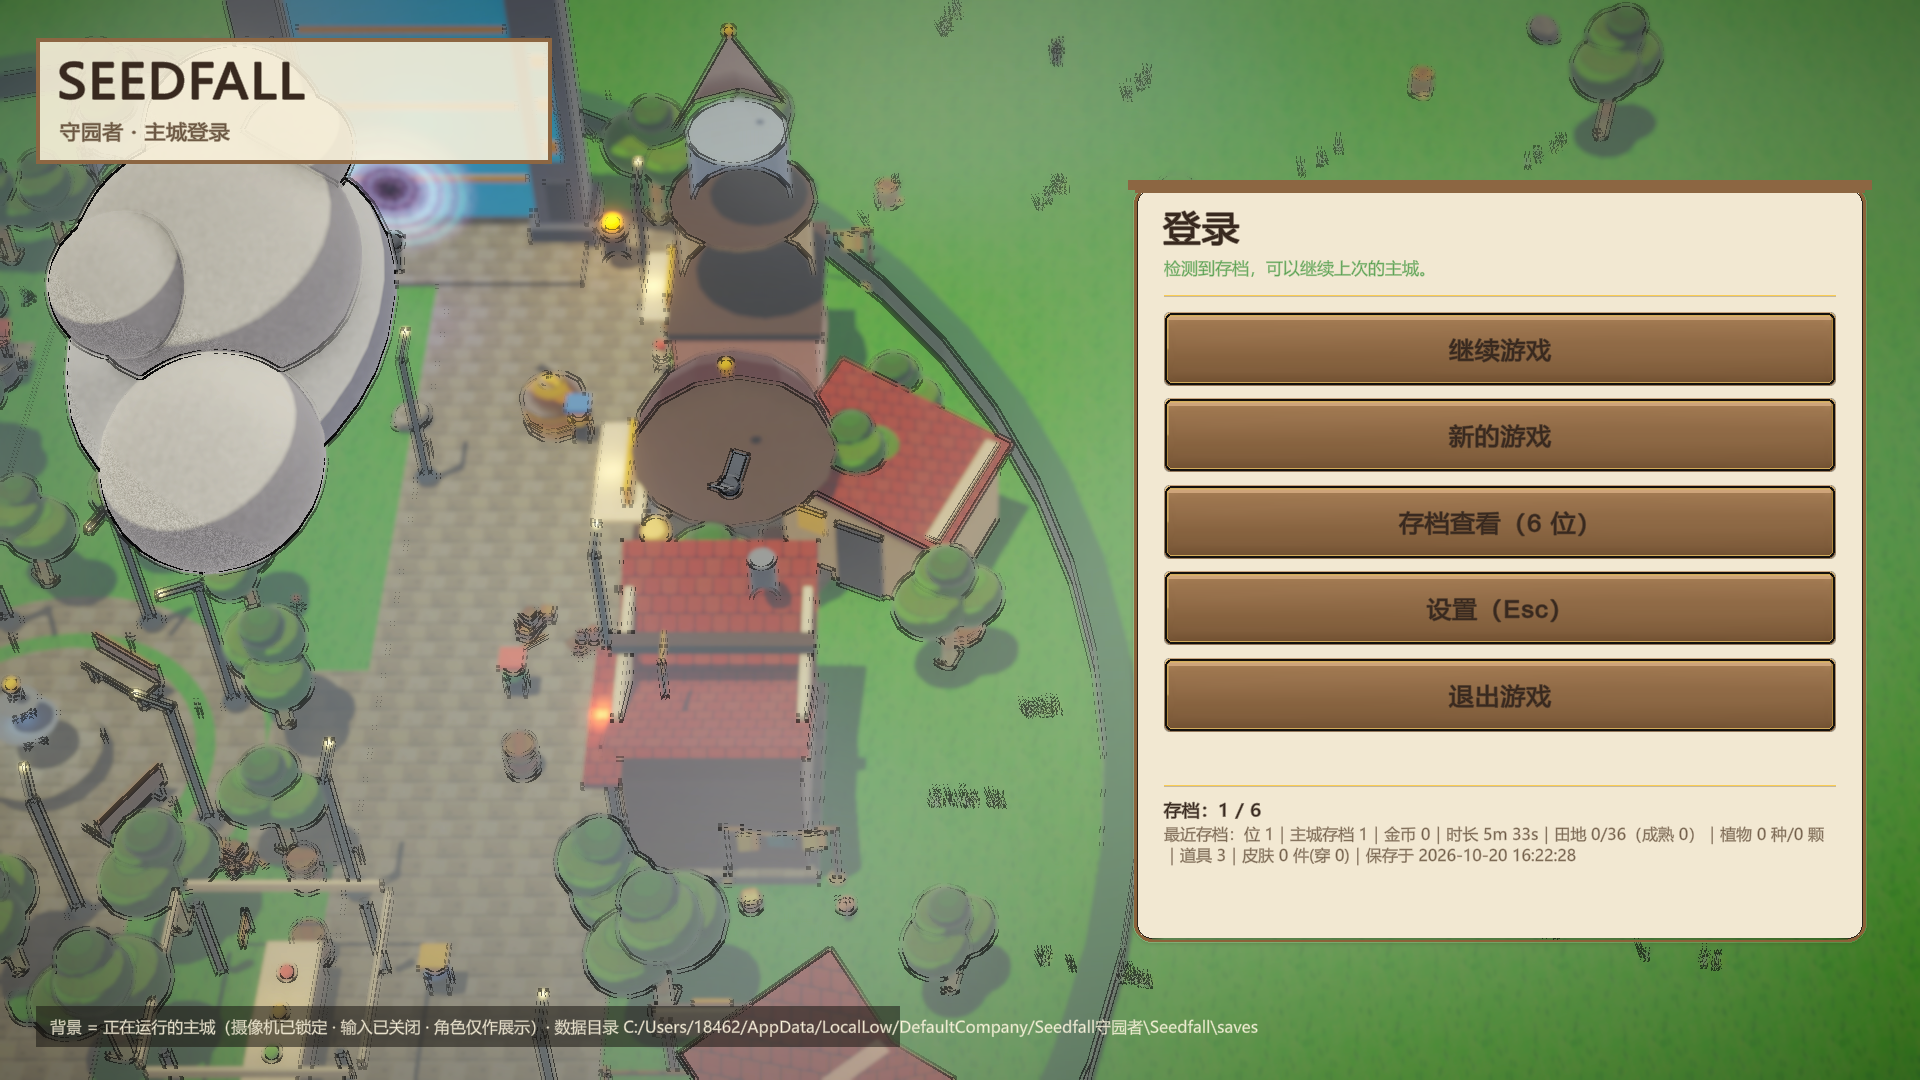 SEEDFALL
守园者 · 主城登录
登录
检测到存档，可以继续上次的主城。
继续游戏
新的游戏
存档查看（6 位）
设置（Esc）
退出游戏
存档：1 / 6
最近存档：位 1｜主城存档 1｜金币 0｜时长 5m 33s｜田地 0/36（成熟 0）｜植物 0 种/0 颗
｜道具 3｜皮肤 0 件(穿 0)｜保存于 2026-10-20 16:22:28
背景 = 正在运行的主城（摄像机已锁定 · 输入已关闭 · 角色仅作展示）· 数据目录 C:/Users/18462/AppData/LocalLow/DefaultCompany/Seedfall守园者\Seedfall\saves